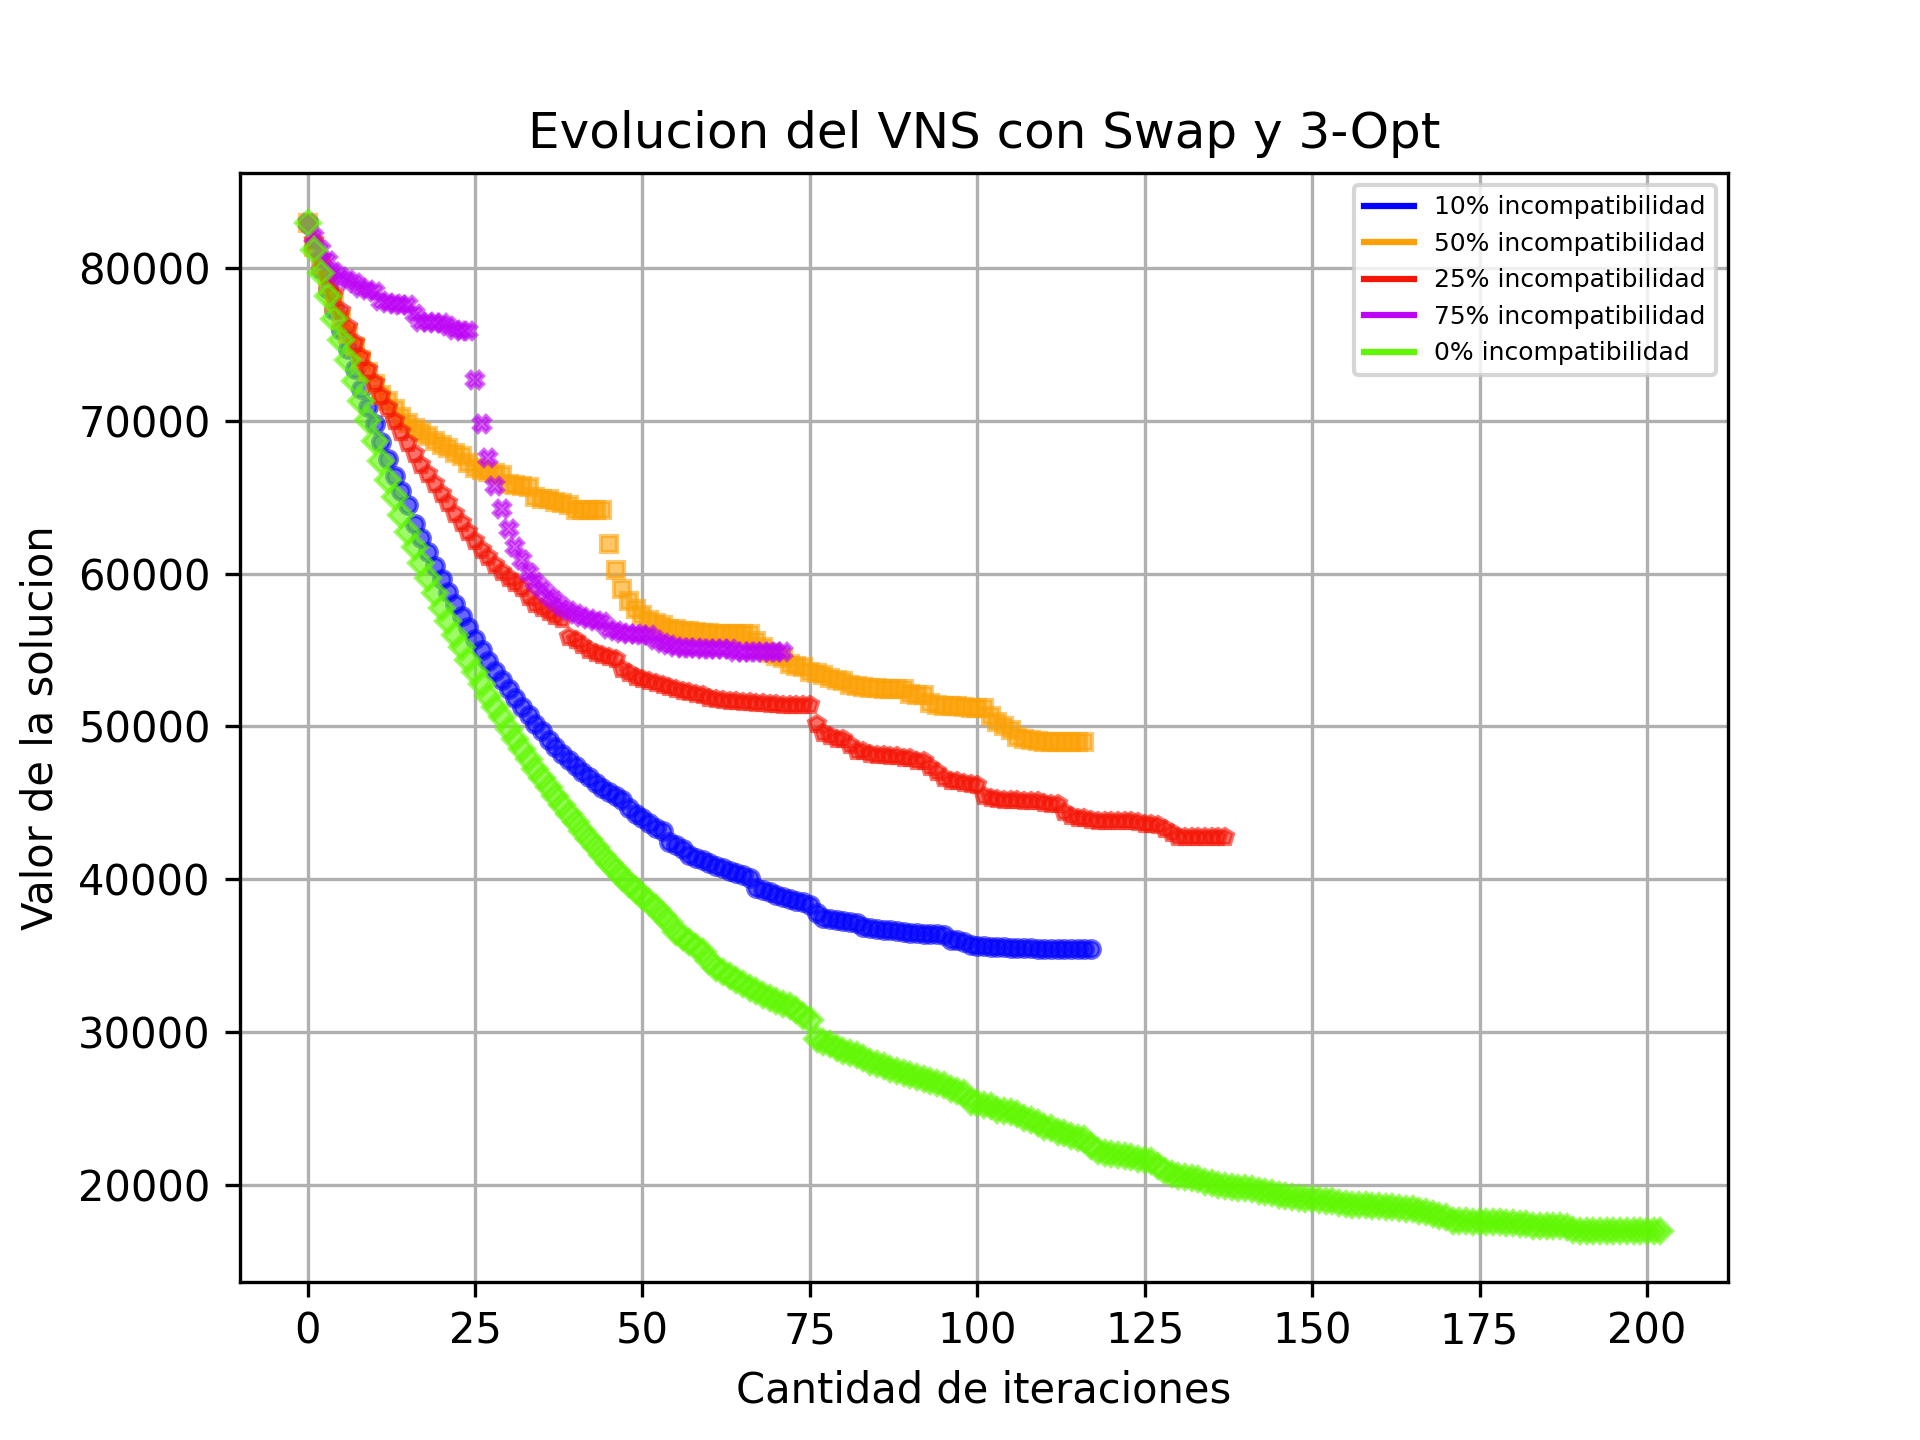 Evolucion del VNS con Swap y 3-Opt
10% incompatibilidad
50% incompatibilidad
25% incompatibilidad
75% incompatibilidad
0% incompatibilidad
Valor de la solucion
80000
70000
60000
50000
40000
30000
20000
0 25 50 75 100 125 150 175 200
Cantidad de iteraciones